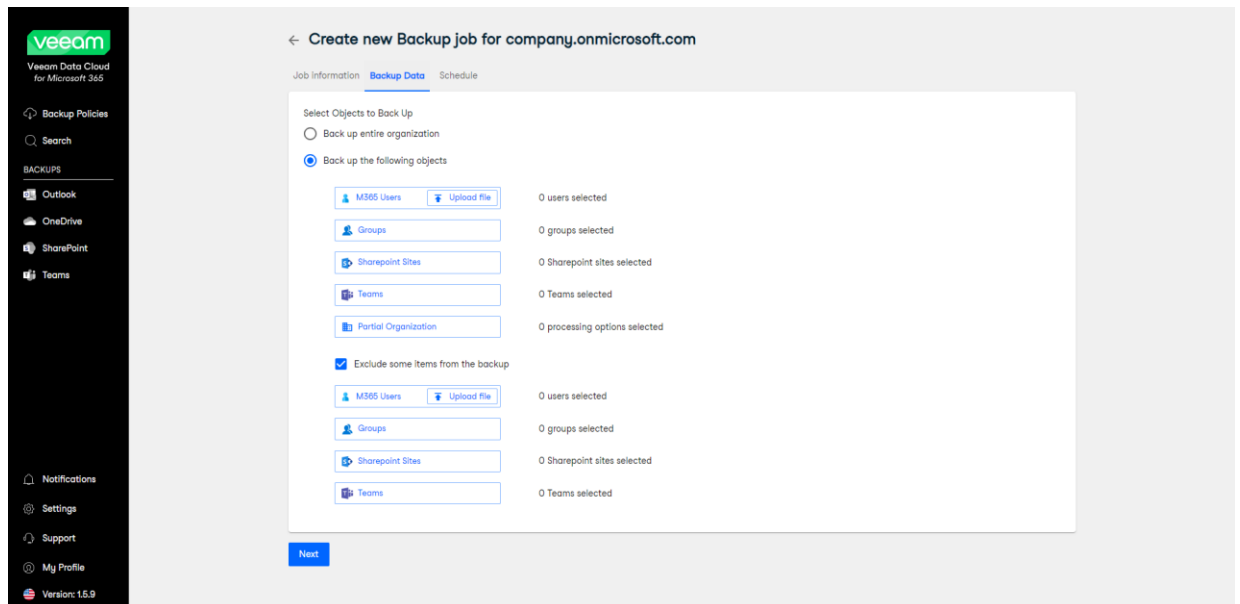 veeam
Veeam Data Cloud
for Microsoft 365
Backup Policies
Search
BACKUPS
Outlook
OneDrive
SharePoint
Teams
Notifications
Settings
Support
My Profile
Version: 1.5.9
← Create new Backup job for company.onmicrosoft.com
Job information Backup Data Schedule
Select Objects to Back Up
Back up entire organization
Back up the following objects
M365 Users Upload file 0 users selected
Groups 0 groups selected
Sharepoint Sites 0 Sharepoint sites selected
Teams 0 Teams selected
Partial Organization 0 processing options selected
Exclude some items from the backup
M365 Users Upload file 0 users selected
Groups 0 groups selected
Sharepoint Sites 0 Sharepoint sites selected
Teams 0 Teams selected
Next